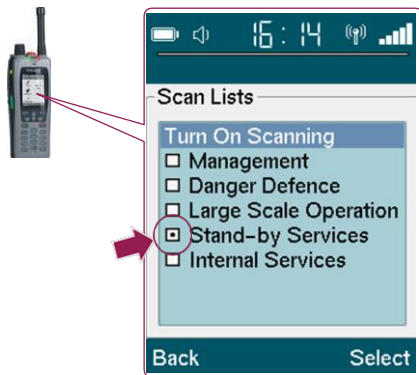 16:14
Scan Lists
Turn On Scanning
Management
Danger Defence
Large Scale Operation
Stand-by Services
Internal Services
Back Select